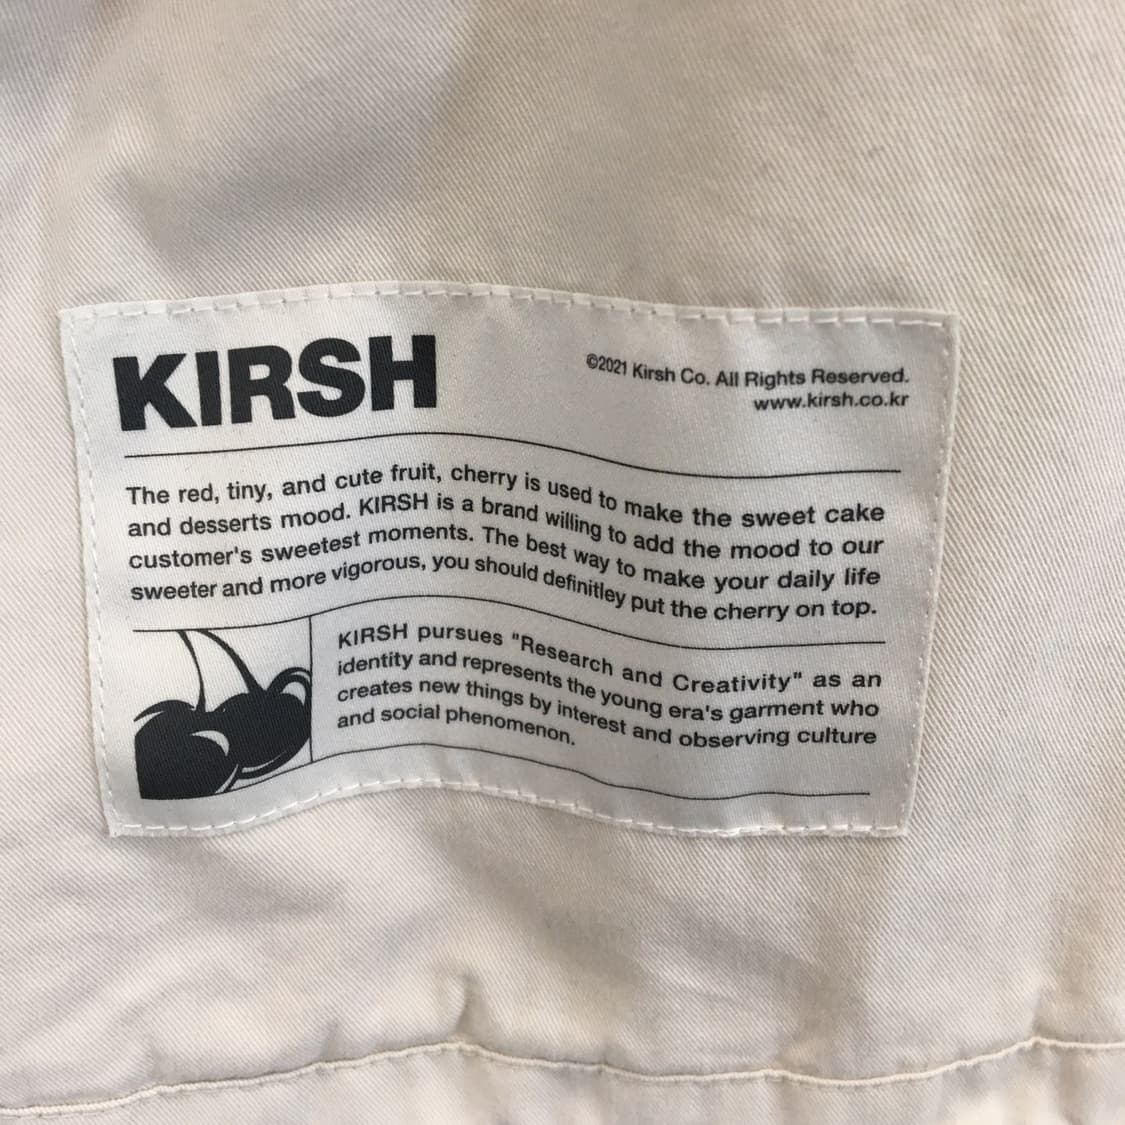 KIRSH
©2021 Kirsh Co. All Rights Reserved.
www.kirsh.co.kr
The red, tiny, and cute fruit, cherry is used to make the sweet cake
and desserts mood. KIRSH is a brand willing to add the mood to our
customer's sweetest moments. The best way to make your daily life
sweeter and more vigorous, you should definitley put the cherry on top.
KIRSH pursues "Research and Creativity" as an
identity and represents the young era's garment who
creates new things by interest and observing culture
and social phenomenon.